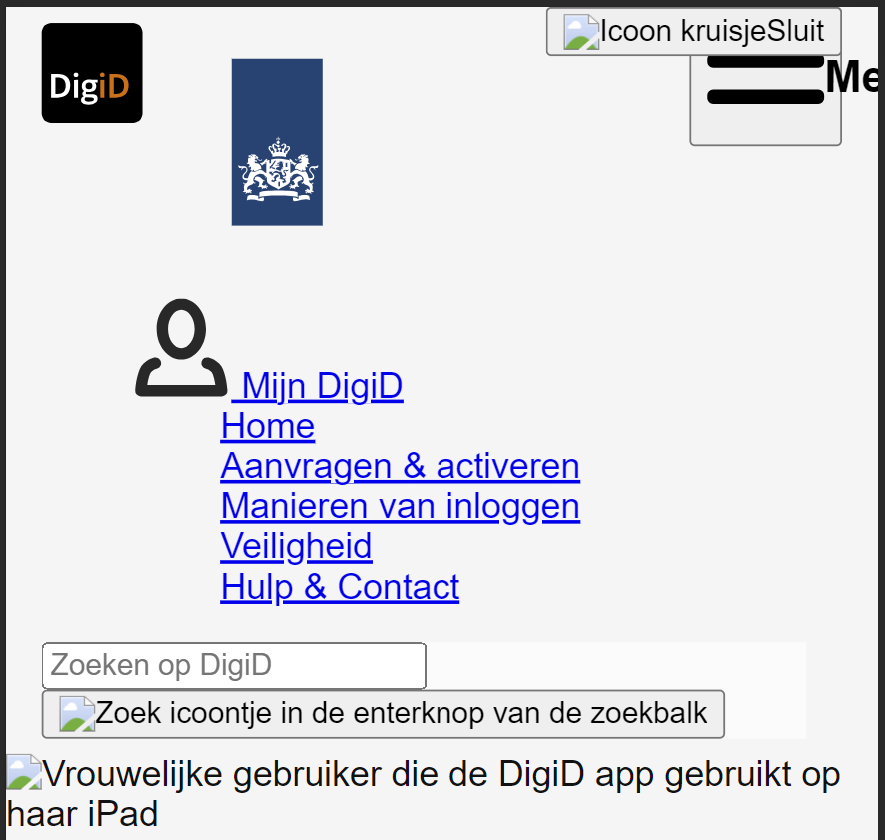 Icoon kruisjeSluit
DigiD
Me
Mijn DigiD
Home
Aanvragen & activeren
Manieren van inloggen
Veiligheid
Hulp & Contact
Zoeken op DigiD
Zoek icoontje in de enterknop van de zoekbalk
Vrouwelijke gebruiker die de DigiD app gebruikt op
haar iPad